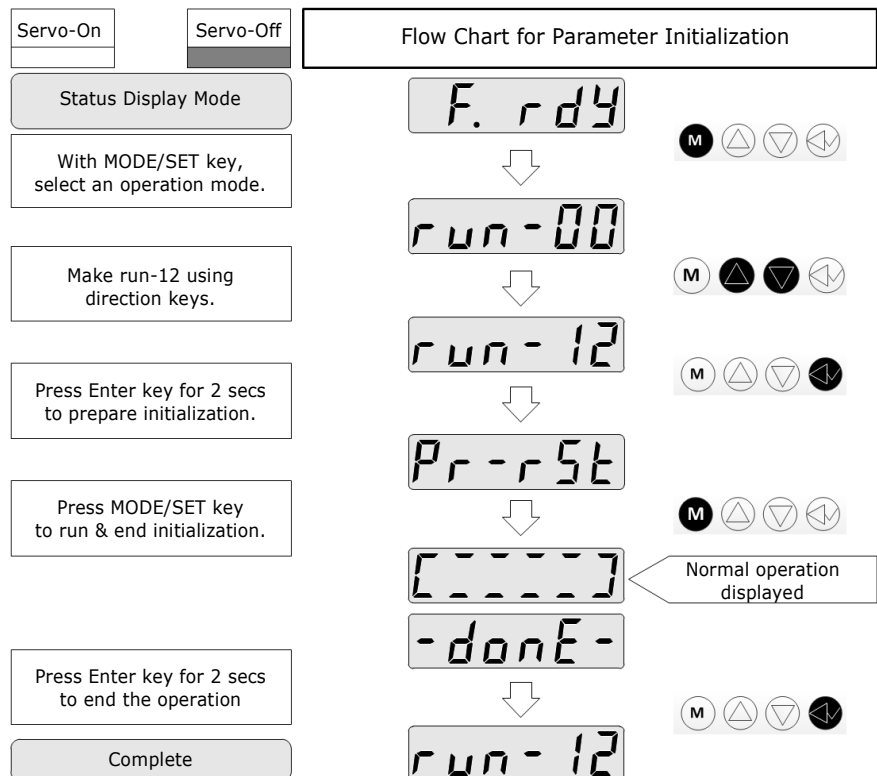 Servo-On
Servo-Off
Flow Chart for Parameter Initialization
Status Display Mode
F. rdY
M
With MODE/SET key,
select an operation mode.
run-00
Make run-12 using
direction keys.
M
run-12
Press Enter key for 2 secs
to prepare initialization.
M
Pr-rSt
Press MODE/SET key
to run & end initialization.
M
Normal operation
displayed
-donE-
Press Enter key for 2 secs
to end the operation
M
Complete
run-12